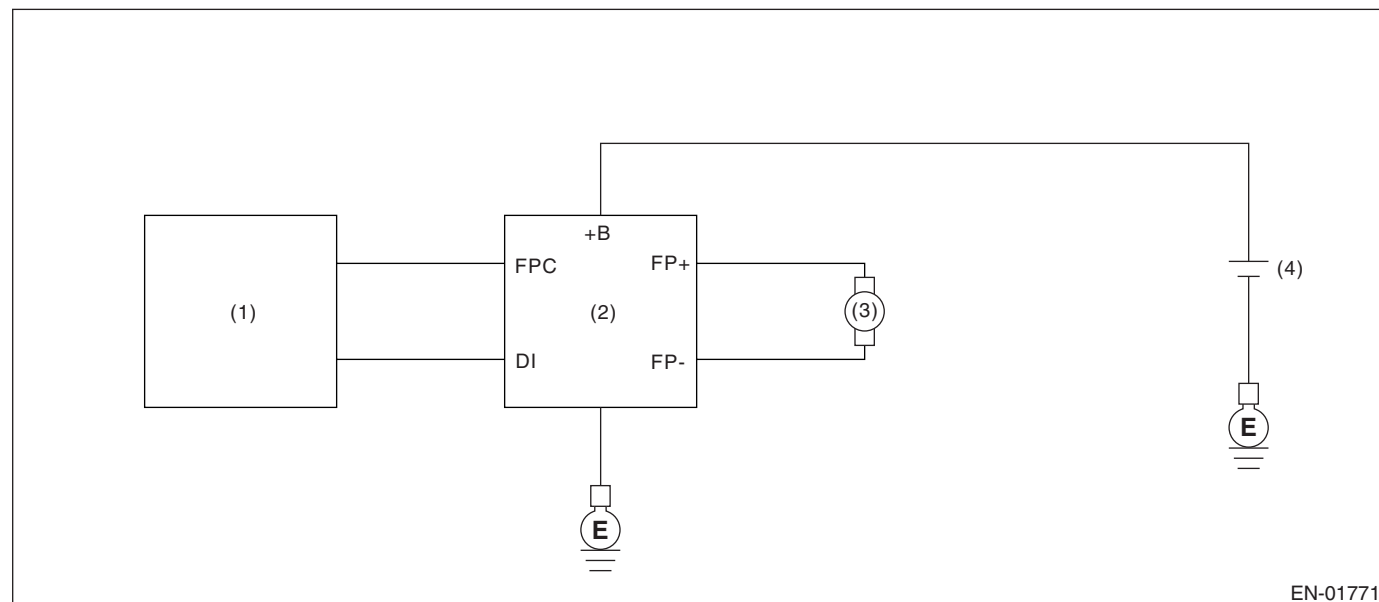 +B
FPC
FP+
(1)
(2)
(3)
(4)
DI
FP-
E
E
EN-01771